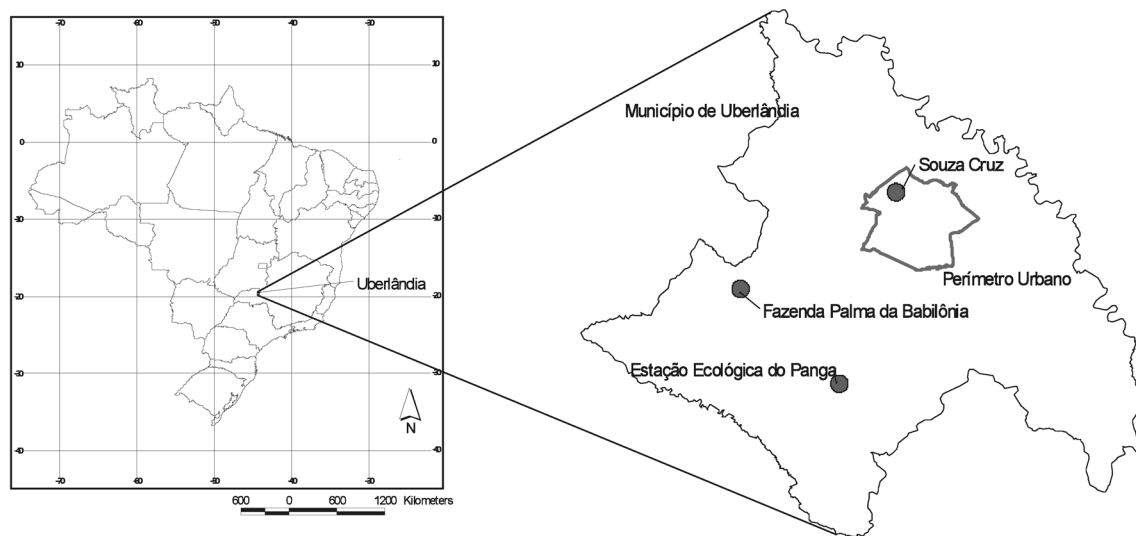 -70
-60
-50
-40
-30
10
10
0
0
-10
-10
-20
-20
-30
-30
-40
-40
-70
-60
-50
-40
-30
Uberlândia
N
600 0 600 1200 Kilometers
Município de Uberlândia
Souza Cruz
Perímetro Urbano
Fazenda Palma da Babilônia
Estação Ecológica do Panga